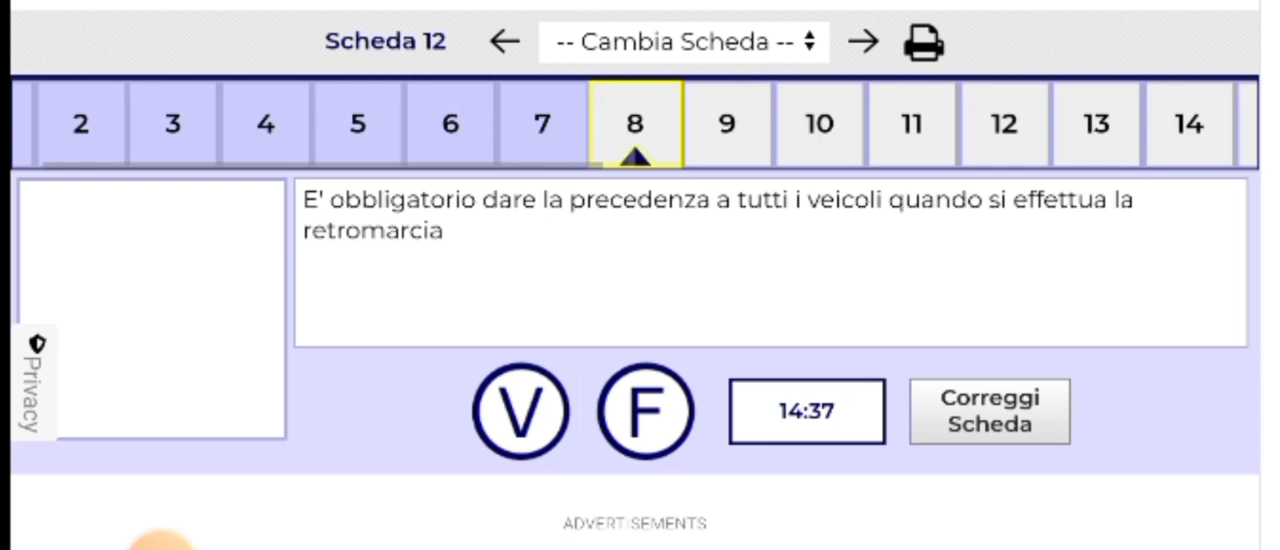 Scheda 12 ← -- Cambia Scheda -- →
2 3 4 5 6 7 8 9 10 11 12 13 14
E' obbligatorio dare la precedenza a tutti i veicoli quando si effettua la
retromarcia
Privacy
V F 14:37 Correggi
Scheda
ADVERTISEMENTS